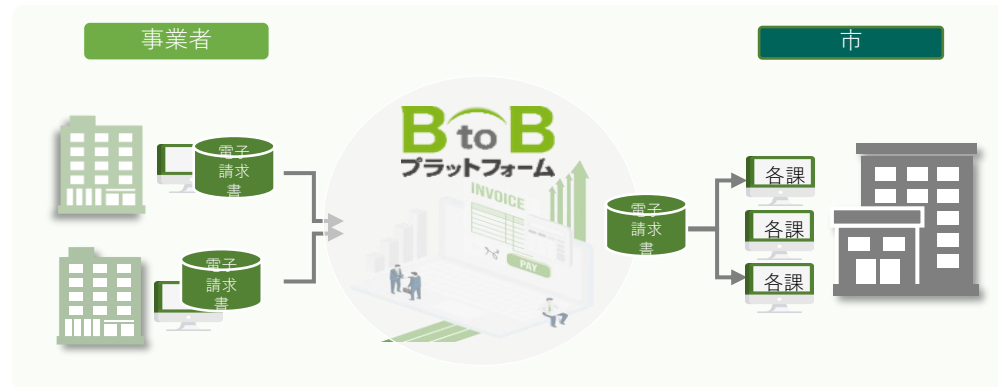 事業者
市
B to B
プラットフォーム
INVOICE
PAY
電子
請求
書
電子
請求
書
電子
請求
書
各課
各課
各課